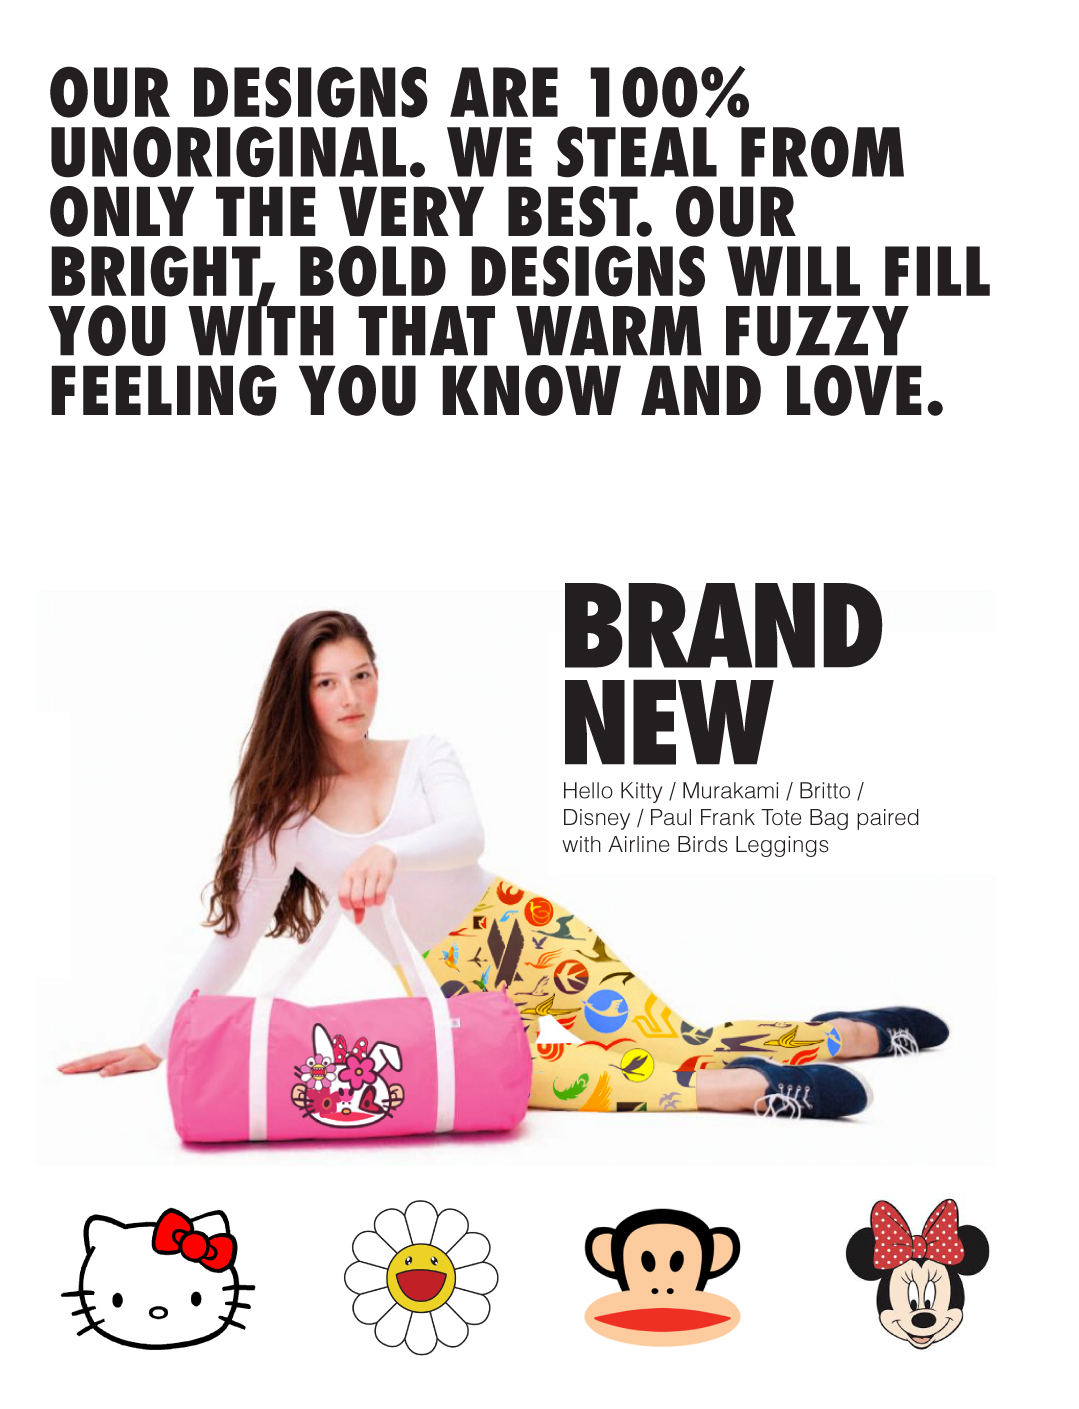 OUR DESIGNS ARE 100%
UNORIGINAL. WE STEAL FROM
ONLY THE VERY BEST. OUR
BRIGHT, BOLD DESIGNS WILL FILL
YOU WITH THAT WARM FUZZY
FEELING YOU KNOW AND LOVE.
BRAND
NEW
Hello Kitty / Murakami / Britto /
Disney / Paul Frank Tote Bag paired
with Airline Birds Leggings